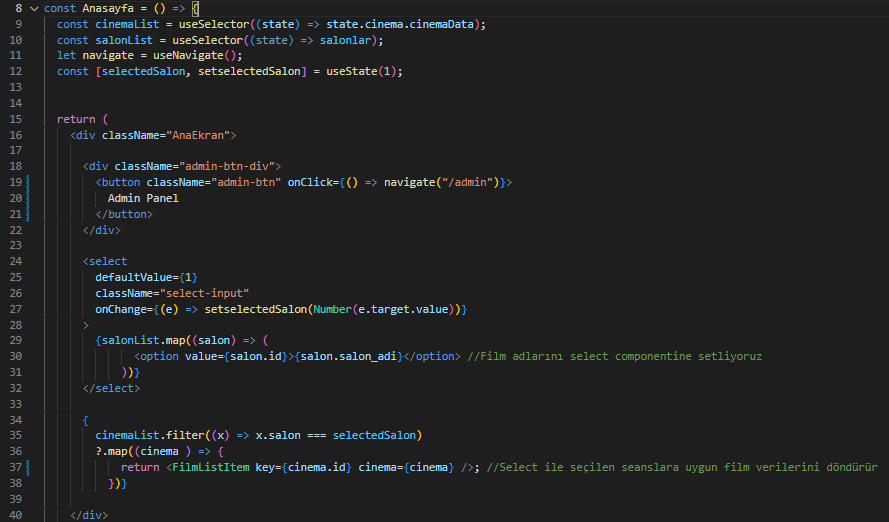 8 const Anasayfa = () => {
9 const cinemaList = useSelector((state) => state.cinema.cinemaData);
10 const salonList = useSelector((state) => salonlar);
11 let navigate = useNavigate();
12 const [selectedSalon, setselectedSalon] = useState(1);
13
14
15 return (
16 <div className="AnaEkran">
17
18 <div className="admin-btn-div">
19 <button className="admin-btn" onClick={() => navigate("/admin")}>
20 Admin Panel
21 </button>
22 </div>
23
24 <select
25 defaultValue={1}
26 className="select-input"
27 onChange={(e) => setselectedSalon(Number(e.target.value))}
28 >
29 {salonList.map((salon) => (
30 <option value={salon.id}>{salon.salon_adi}</option> //Film adlarını select componentine setliyoruz
31 ))}
32 </select>
33
34 {
35 cinemaList.filter((x) => x.salon === selectedSalon)
36 ?.map((cinema ) => {
37 return <FilmListItem key={cinema.id} cinema={cinema} />; //Select ile seçilen seanslara uygun film verilerini döndürür
38 })}
39
40 </div>